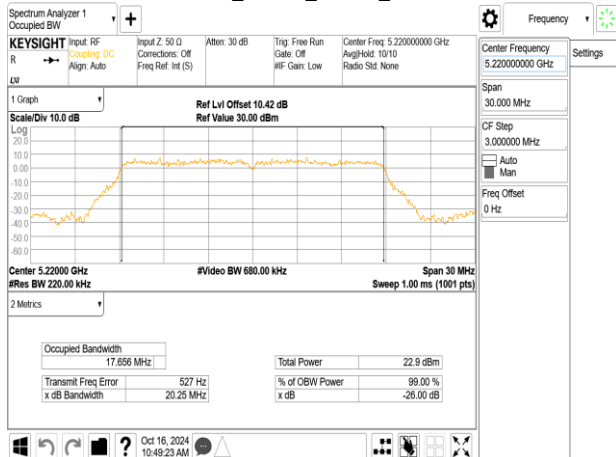 Spectrum Analyzer 1
Occupied BW
KEYSIGHT
R
Input: RF
Coupling: DC
Align: Auto
Input Z: 50 Ω
Corrections: Off
Freq Ref: Int (S)
Atten: 30 dB
Trig: Free Run
Gate: Off
#IF Gain: Low
Center Freq: 5.220000000 GHz
Avg|Hold: 10/10
Radio Std: None
Frequency
Settings
Center Frequency
5.220000000 GHz
Span
30.000 MHz
CF Step
3.000000 MHz
Auto
Man
Freq Offset
0 Hz
1 Graph
Scale/Div 10.0 dB
Ref Lvl Offset 10.42 dB
Ref Value 30.00 dBm
Log
20.0
10.0
0.00
-10.0
-20.0
-30.0
-40.0
-50.0
-60.0
Center 5.22000 GHz
#Res BW 220.00 kHz
#Video BW 680.00 kHz
Span 30 MHz
Sweep 1.00 ms (1001 pts)
2 Metrics
Occupied Bandwidth
17.656 MHz
Total Power 22.9 dBm
Transmit Freq Error 527 Hz
% of OBW Power 99.00 %
x dB Bandwidth 20.25 MHz
x dB -26.00 dB
?
Oct 16, 2024
10:49:23 AM